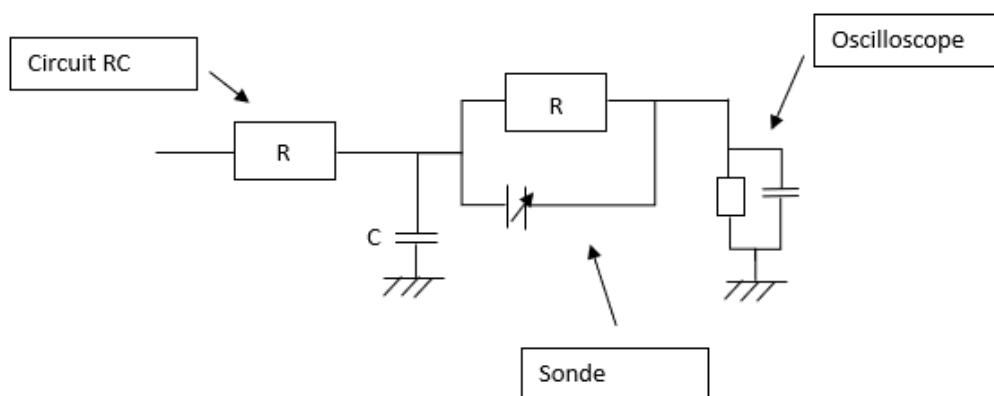 Oscilloscope
Circuit RC
R
R
C
Sonde